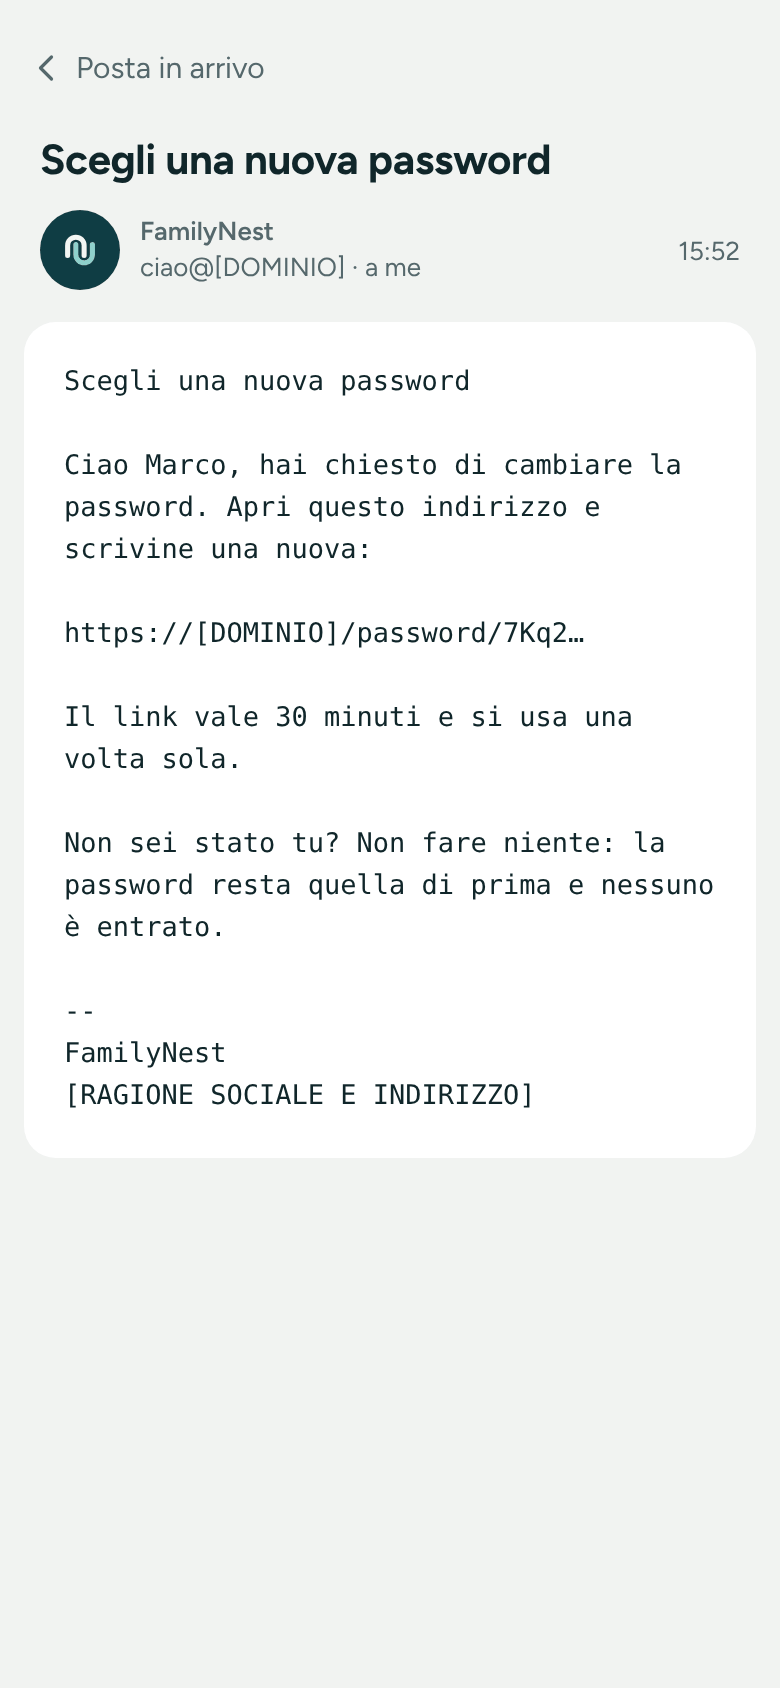 Posta in arrivo
Scegli una nuova password
FamilyNest
ciao@[DOMINIO] · a me
15:52
Scegli una nuova password
Ciao Marco, hai chiesto di cambiare la
password. Apri questo indirizzo e
scrivine una nuova:
https://[DOMINIO]/password/7Kq2…
Il link vale 30 minuti e si usa una
volta sola.
Non sei stato tu? Non fare niente: la
password resta quella di prima e nessuno
è entrato.
--
FamilyNest
[RAGIONE SOCIALE E INDIRIZZO]